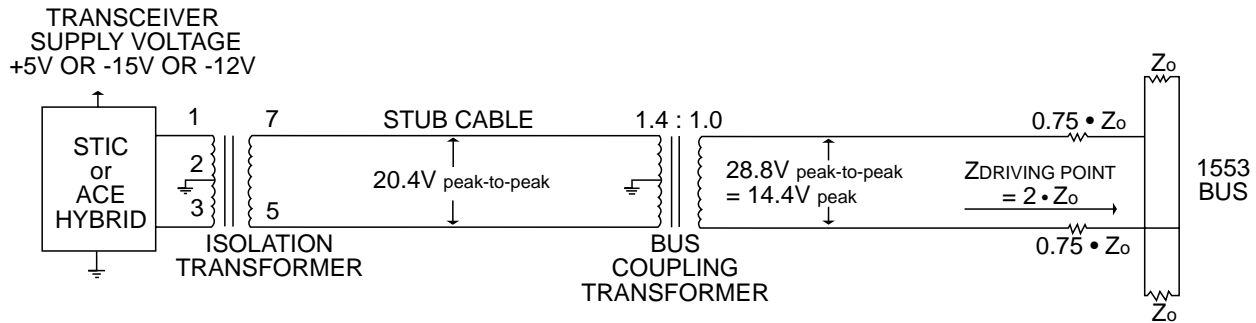 TRANSCEIVER
SUPPLY VOLTAGE
+5V OR -15V OR -12V
STIC
or
ACE
HYBRID
1
2
3
7
5
ISOLATION
TRANSFORMER
STUB CABLE
20.4V peak-to-peak
1.4 : 1.0
BUS
COUPLING
TRANSFORMER
28.8V peak-to-peak
= 14.4V peak
ZDRIVING POINT
= 2 • Zo
0.75 • Zo
0.75 • Zo
Zo
Zo
1553
BUS